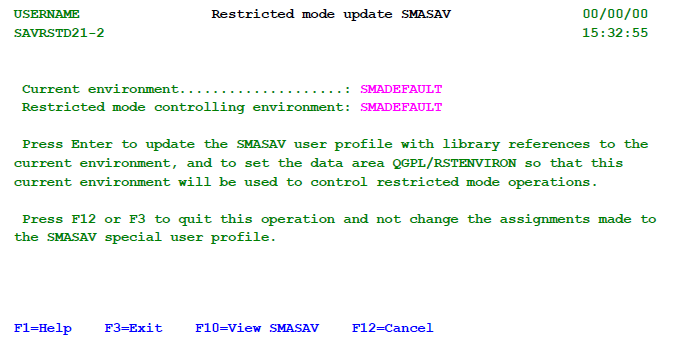 USERNAME Restricted mode update SMASAV 00/00/00
SAVRSTD21-2 15:32:55
Current environment....................: SMADEFAULT
Restricted mode controlling environment: SMADEFAULT
Press Enter to update the SMASAV user profile with library references to the
current environment, and to set the data area QGPL/RSTENVIRON so that this
current environment will be used to control restricted mode operations.
Press F12 or F3 to quit this operation and not change the assignments made to
the SMASAV special user profile.
F1=Help F3=Exit F10=View SMASAV F12=Cancel